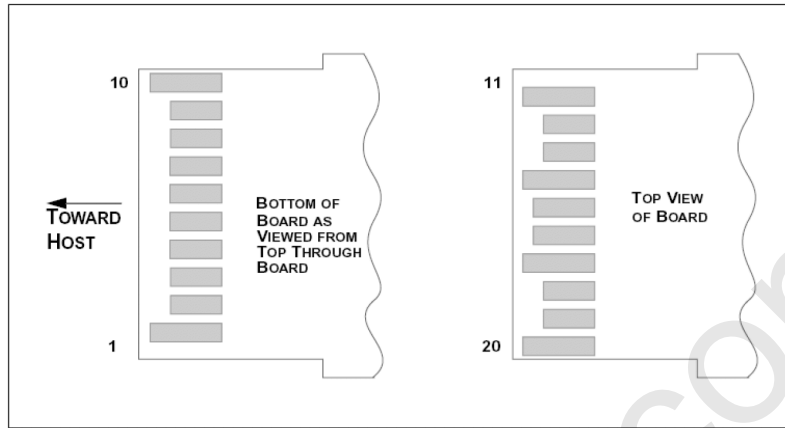 10
TOWARD
HOST
BOTTOM OF
BOARD AS
VIEWED FROM
TOP THROUGH
BOARD
1
11
TOP VIEW
OF BOARD
20